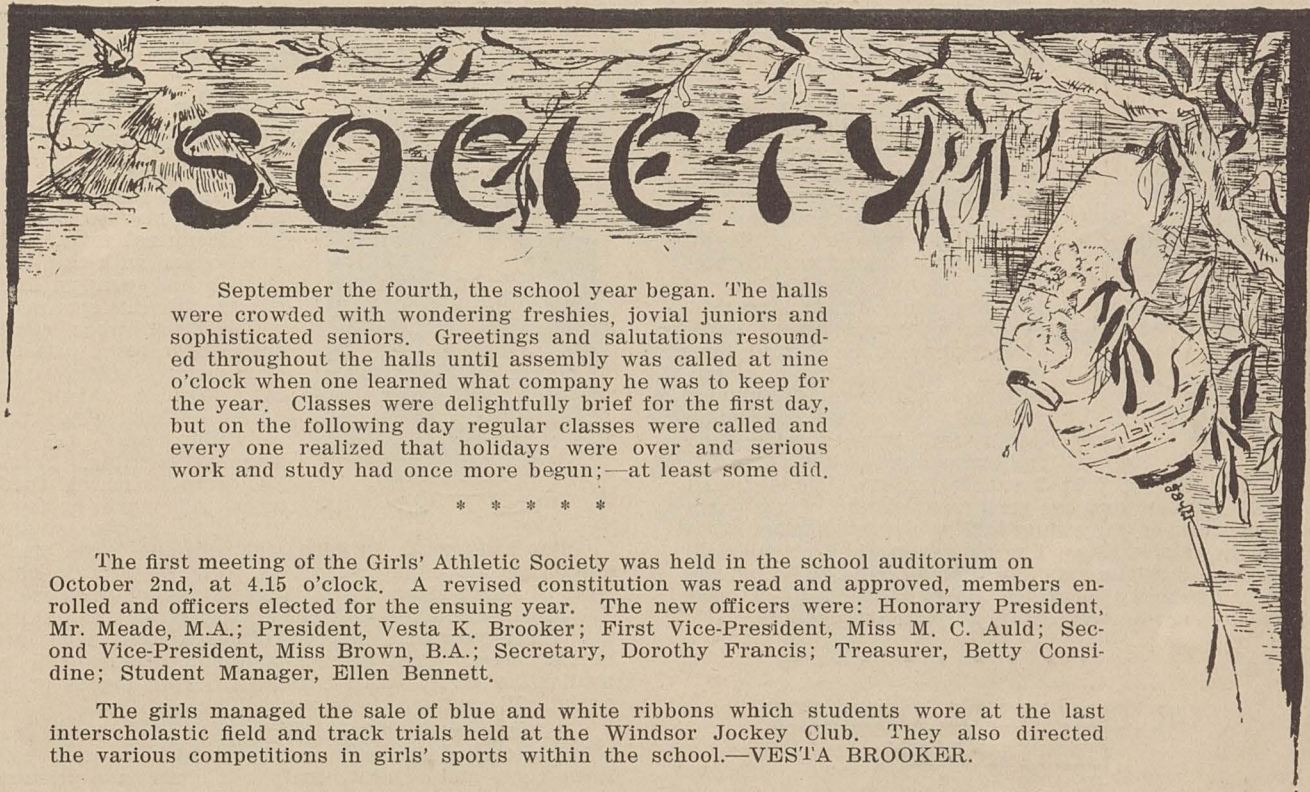 SOCIETY
September the fourth, the school year began. The halls
were crowded with wondering freshies, jovial juniors and
sophisticated seniors. Greetings and salutations resound-
ed throughout the halls until assembly was called at nine
o'clock when one learned what company he was to keep for
the year. Classes were delightfully brief for the first day,
but on the following day regular classes were called and
every one realized that holidays were over and serious
work and study had once more begun;—at least some did.
* * * * *
The first meeting of the Girls' Athletic Society was held in the school auditorium on
October 2nd, at 4.15 o'clock. A revised constitution was read and approved, members en-
rolled and officers elected for the ensuing year. The new officers were: Honorary President,
Mr. Meade, M.A.; President, Vesta K. Brooker; First Vice-President, Miss M. C. Auld; Sec-
ond Vice-President, Miss Brown, B.A.; Secretary, Dorothy Francis; Treasurer, Betty Consi-
dine; Student Manager, Ellen Bennett.
The girls managed the sale of blue and white ribbons which students wore at the last
interscholastic field and track trials held at the Windsor Jockey Club. They also directed
the various competitions in girls' sports within the school.—VESTA BROOKER.